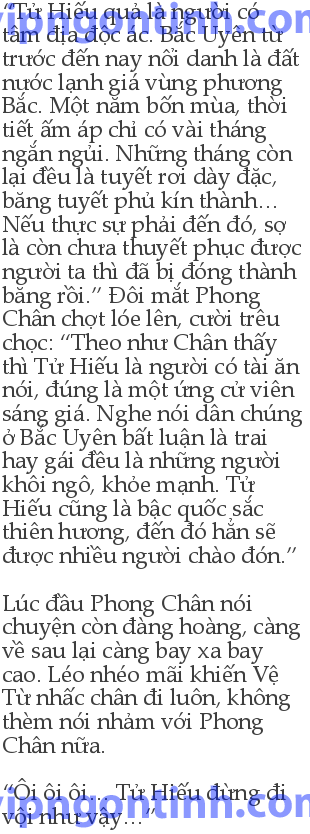 “Tử Hiếu quả là người có
tâm địa độc ác. Bắc Uyên từ
trước đến nay nổi danh là đất
nước lạnh giá vùng phương
Bắc. Một năm bốn mùa, thời
tiết ấm áp chỉ có vài tháng
ngắn ngủi. Những tháng còn
lại đều là tuyết rơi dày đặc,
băng tuyết phủ kín thành…
Nếu thực sự phải đến đó, sợ
là còn chưa thuyết phục được
người ta thì đã bị đóng thành
băng rồi.” Đôi mắt Phong
Chân chợt lóe lên, cười trêu
chọc: “Theo như Chân thấy
thì Tử Hiếu là người có tài ăn
nói, đúng là một ứng cử viên
sáng giá. Nghe nói dân chúng
ở Bắc Uyên bất luận là trai
hay gái đều là những người
khôi ngô, khỏe mạnh. Tử
Hiếu cũng là bậc quốc sắc
thiên hương, đến đó hẳn sẽ
được nhiều người chào đón.”
Lúc đầu Phong Chân nói
chuyện còn đàng hoàng, càng
về sau lại càng bay xa bay
cao. Léo nhéo mãi khiến Vệ
Từ nhấc chân đi luôn, không
thèm nói nhảm với Phong
Chân nữa.
“Ôi ôi ôi… Tử Hiếu đừng đi
vội như vậy…”
vipngontinh.com
vipngontinh.com